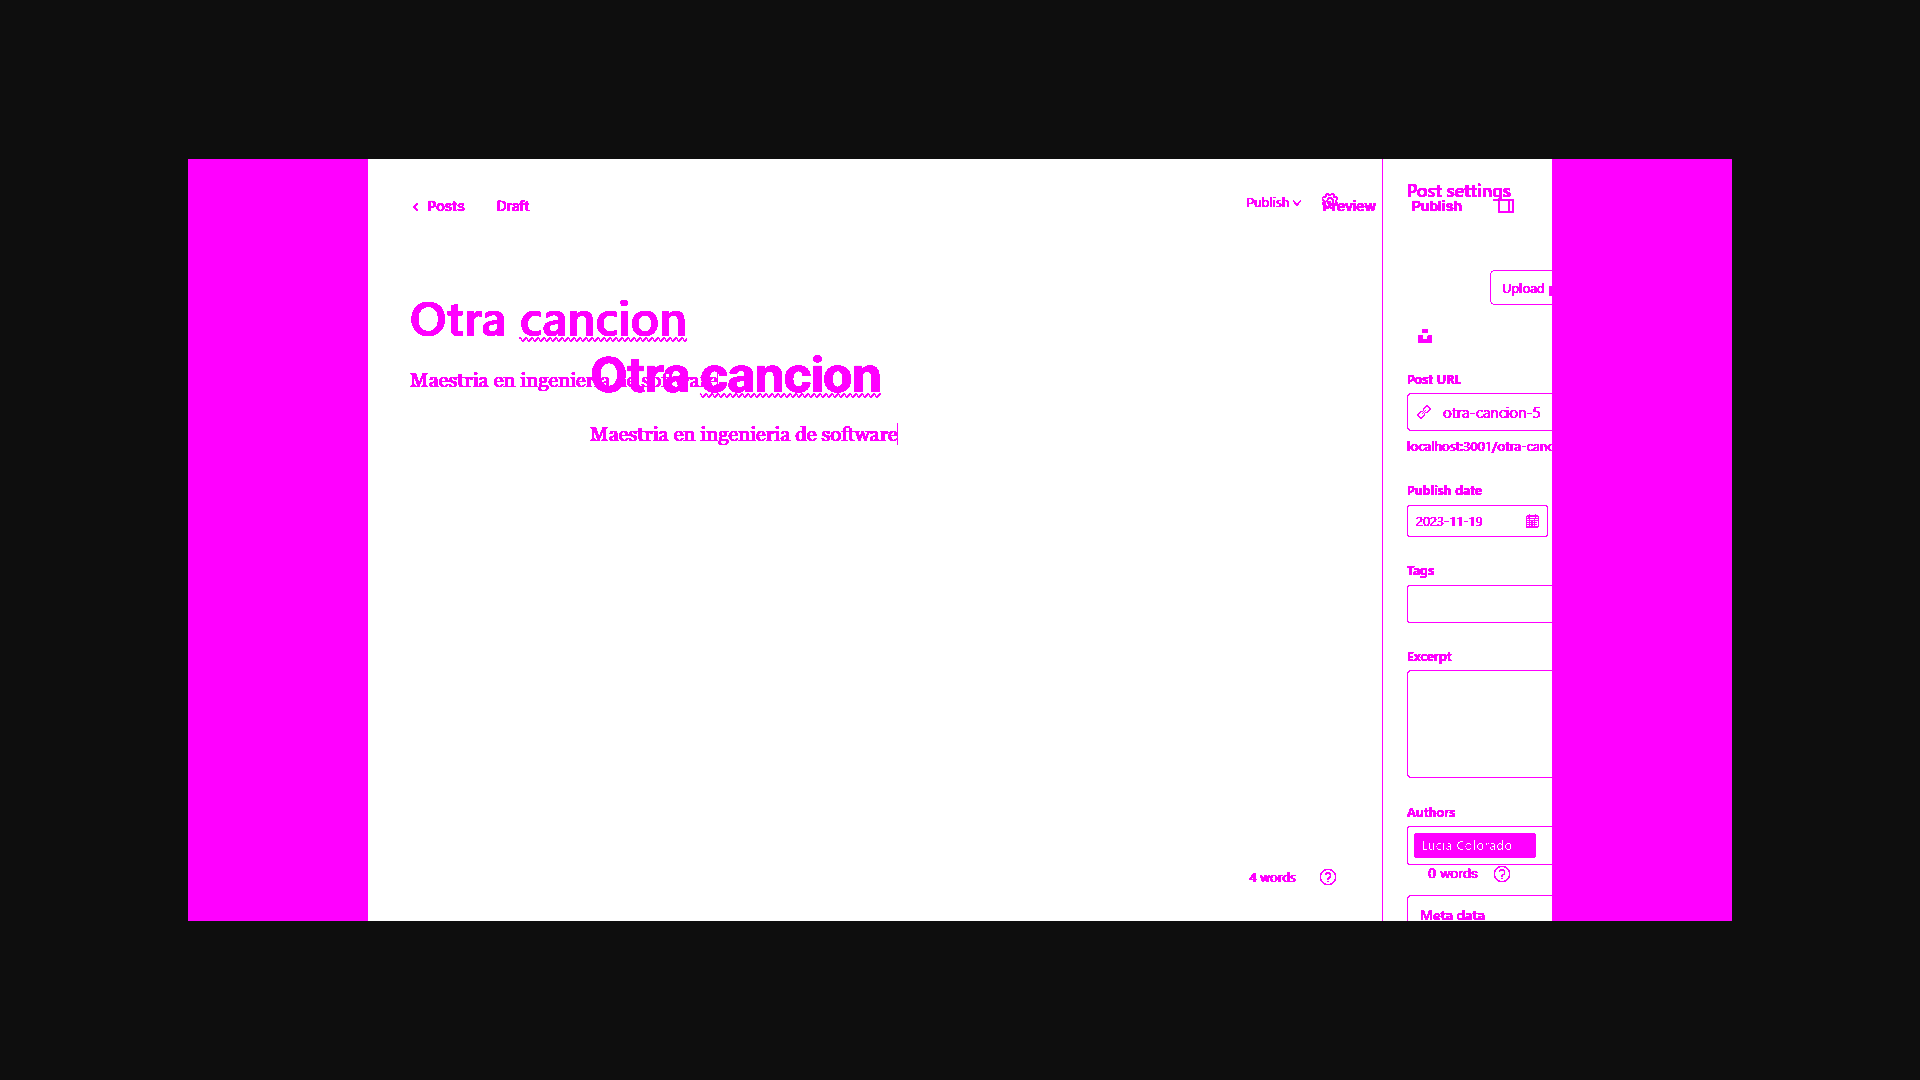 Posts Draft
Publish
Preview
Post settings
Publish
Upload
Otra cancion
Maestria en ingenieria de software
Otra cancion
Maestria en ingenieria de software
Post URL
otra-cancion-5
localhost:3001/otra-canc
Publish date
2023-11-19
Tags
Excerpt
Authors
Lucia Colorado
4 words
0 words
Meta data